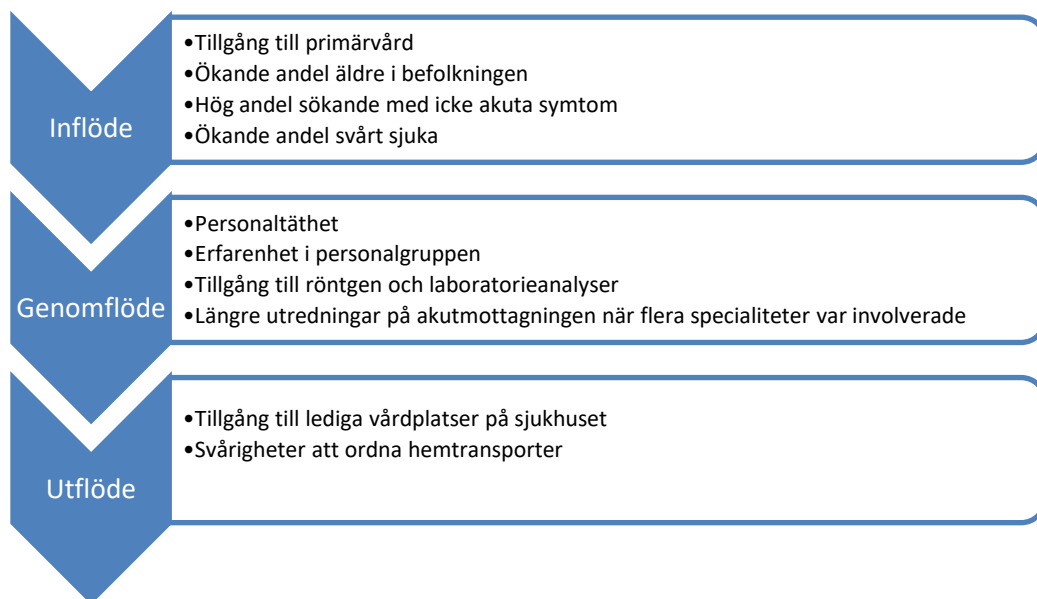 Inflöde
•Tillgång till primärvård
•Ökande andel äldre i befolkningen
•Hög andel sökande med icke akuta symtom
•Ökande andel svårt sjuka
Genomflöde
•Personaltäthet
•Erfarenhet i personalgruppen
•Tillgång till röntgen och laboratorieanalyser
•Längre utredningar på akutmottagningen när flera specialiteter var involverade
Utflöde
•Tillgång till lediga vårdplatser på sjukhuset
•Svårigheter att ordna hemtransporter